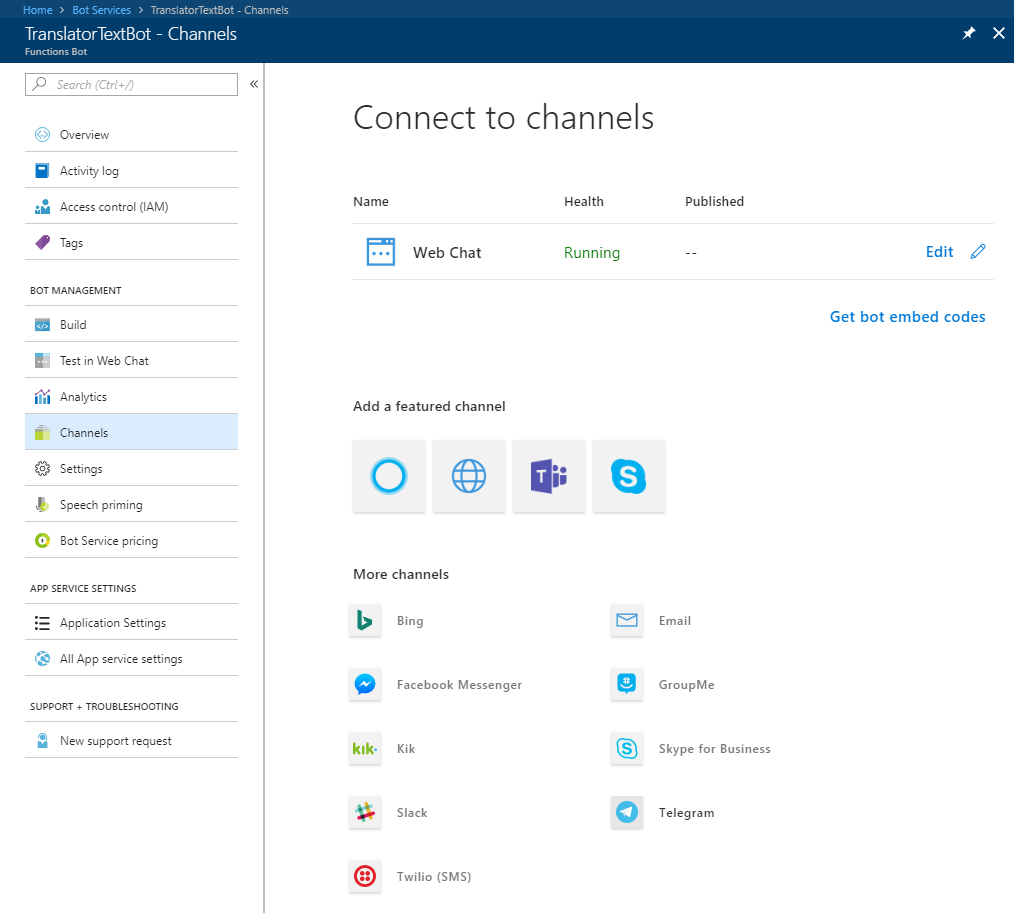 Home > Bot Services > TranslatorTextBot - Channels
TranslatorTextBot - Channels
Functions Bot
Search (Ctrl+/)
«
Overview
Activity log
Access control (IAM)
Tags
BOT MANAGEMENT
Build
Test in Web Chat
Analytics
Channels
Settings
Speech priming
Bot Service pricing
APP SERVICE SETTINGS
Application Settings
All App service settings
SUPPORT + TROUBLESHOOTING
New support request
Connect to channels
Name Health Published
Web Chat Running -- Edit
Get bot embed codes
Add a featured channel
More channels
Bing Email
Facebook Messenger GroupMe
kik. Kik Skype for Business
Slack Telegram
Twilio (SMS)